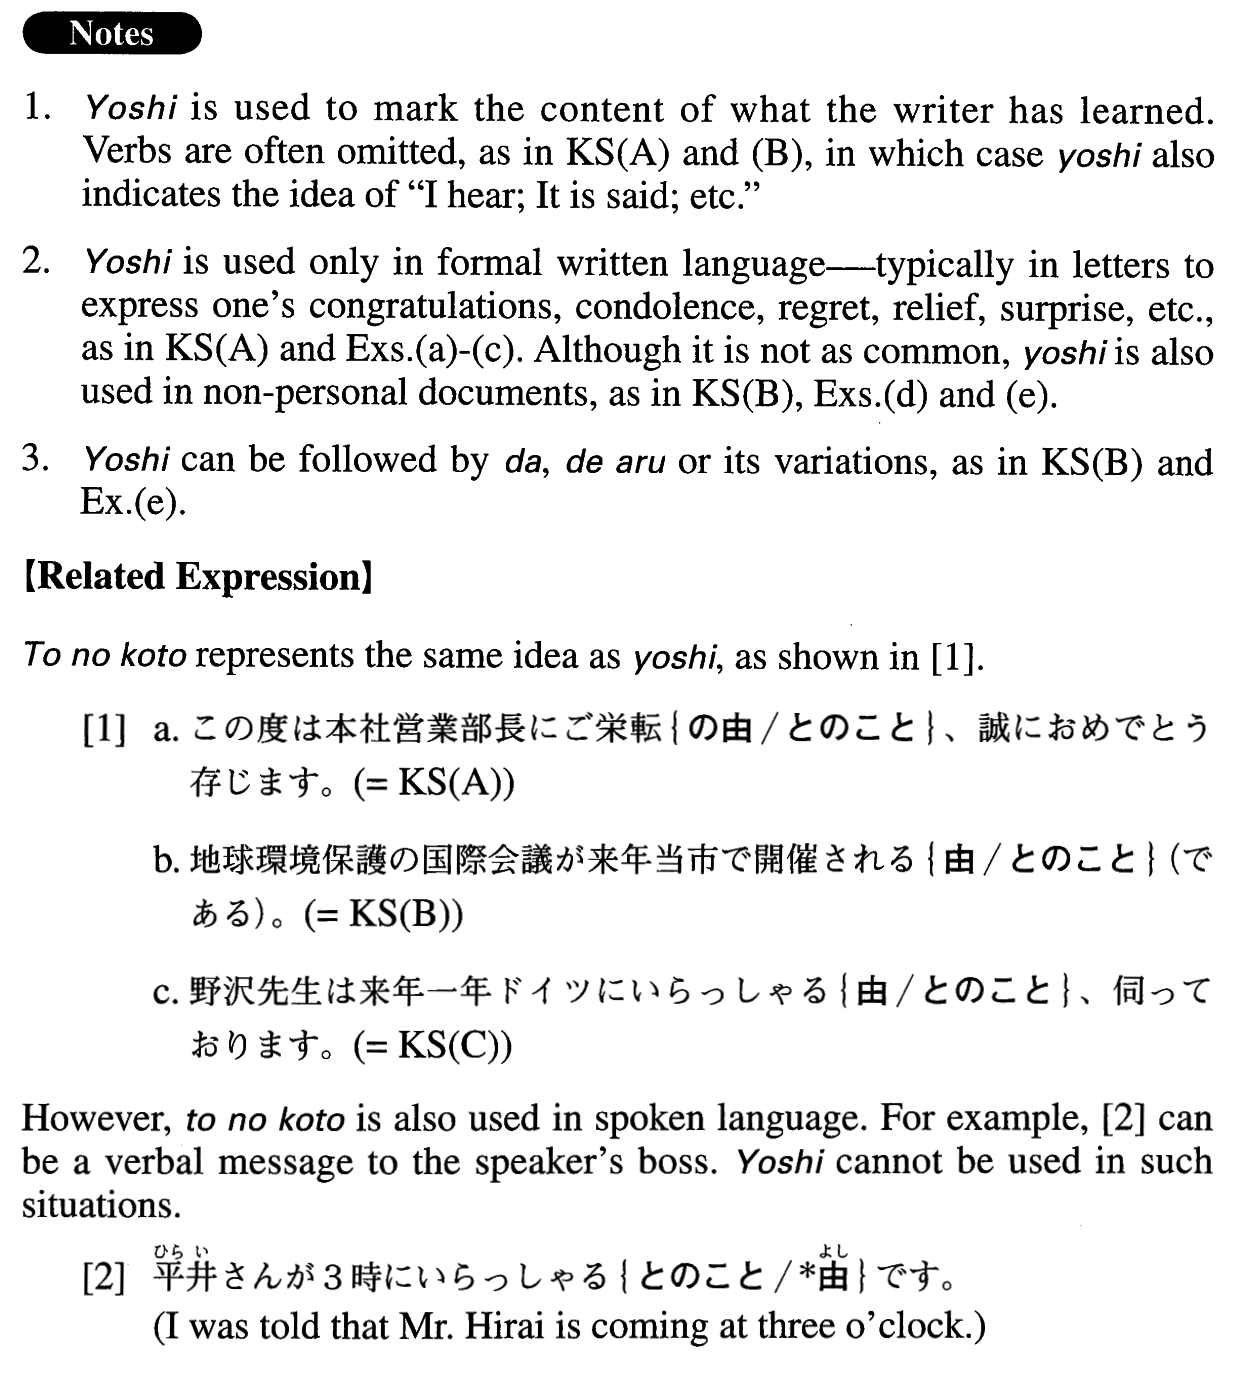 Notes
1. Yoshi is used to mark the content of what the writer has learned.
Verbs are often omitted, as in KS(A) and (B), in which case yoshi also
indicates the idea of “I hear; It is said; etc.”
2. Yoshi is used only in formal written language—typically in letters to
express one’s congratulations, condolence, regret, relief, surprise, etc.,
as in KS(A) and Exs.(a)-(c). Although it is not as common, yoshi is also
used in non-personal documents, as in KS(B), Exs.(d) and (e).
3. Yoshi can be followed by da, de aru or its variations, as in KS(B) and
Ex.(e).
【Related Expression】
To no koto represents the same idea as yoshi, as shown in [1].
[1] a. この度は本社営業部長にご栄転{の由/とのこと}、誠におめでとう
存じます。(= KS(A))
b. 地球環境保護の国際会議が来年当市で開催される{由/とのこと}(で
ある)。(= KS(B))
c. 野沢先生は来年一年ドイツにいらっしゃる{由/とのこと}、伺って
おります。(= KS(C))
However, to no koto is also used in spoken language. For example, [2] can
be a verbal message to the speaker’s boss. Yoshi cannot be used in such
situations.
ひら い よし
[2] 平井さんが3時にいらっしゃる{とのこと/*由}です。
(I was told that Mr. Hirai is coming at three o’clock.)